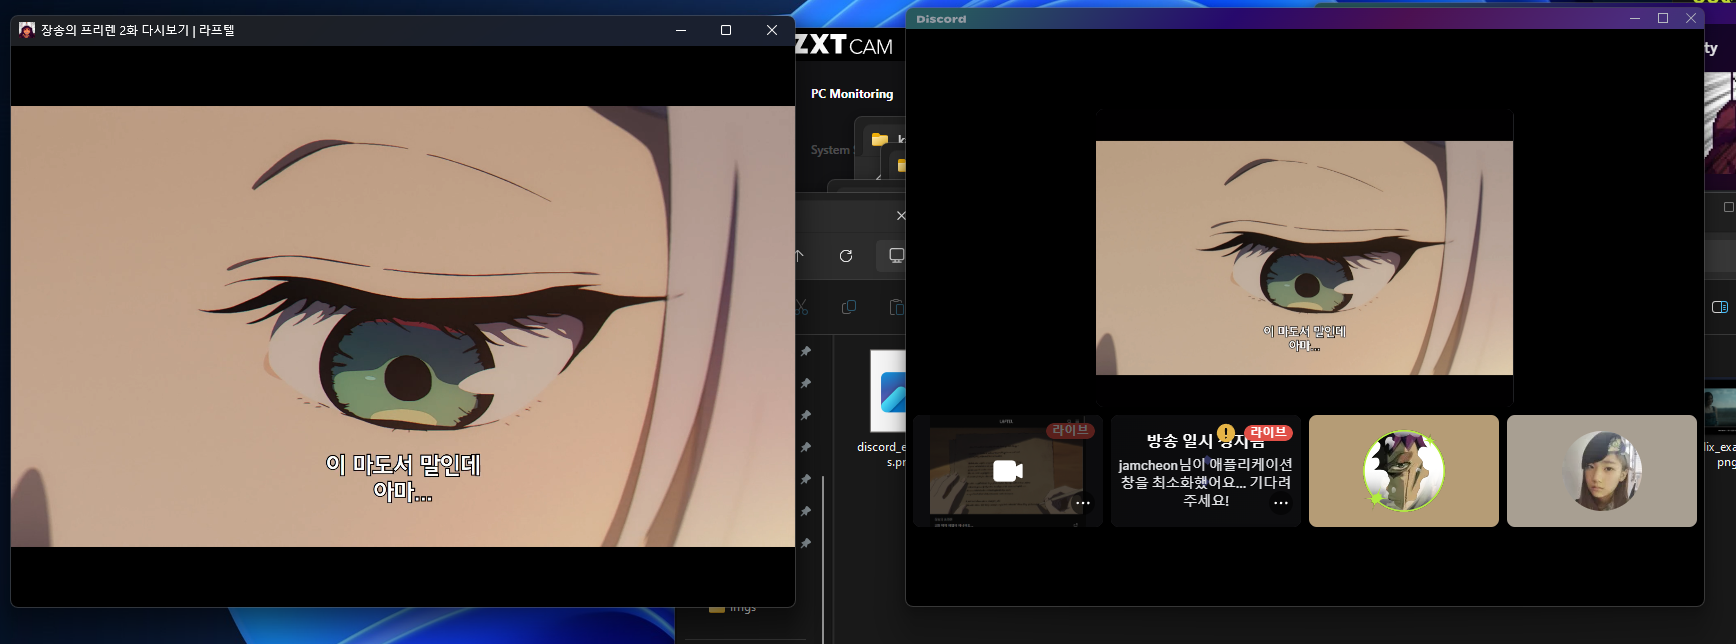 장송의 프리렌 2화 다시보기 | 라프텔
이 마도서 말인데
아마...
ZXT CAM
PC Monitoring
System
k
discord_e
s.pn
imgs
Discord
이 마도서 말인데
아마...
라이브
방송 일시 정지됨
라이브
jamcheon님이 애플리케이션
창을 최소화했어요... 기다려
주세요!
ty
lix_exa
png